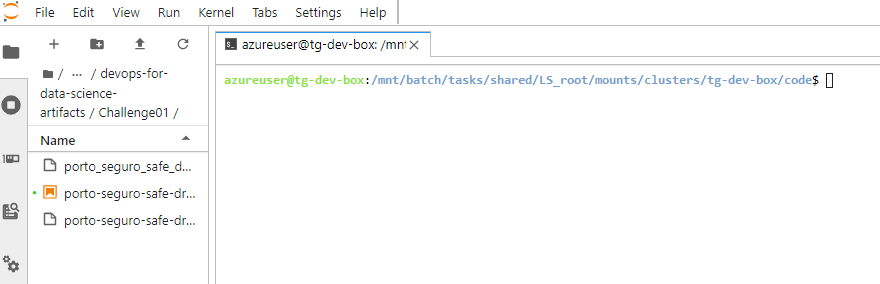 File Edit View Run Kernel Tabs Settings Help
azureuser@tg-dev-box: /mnt
/ ... / devops-for-
data-science-
artifacts / Challenge01 /
Name
porto_seguro_safe_d...
porto-seguro-safe-dr...
porto-seguro-safe-dr...
azureuser@tg-dev-box:/mnt/batch/tasks/shared/LS_root/mounts/clusters/tg-dev-box/code$